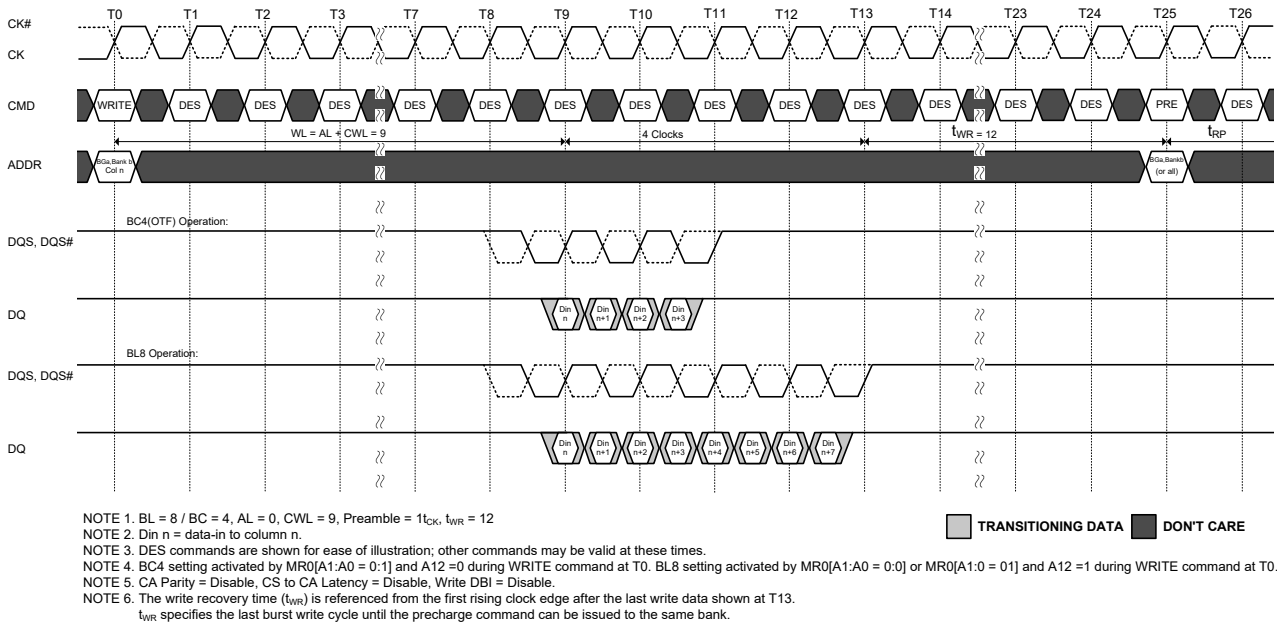 T0 T1 T2 T3 T7 T8 T9 T10 T11 T12 T13 T14 T23 T24 T25 T26
CK#
CK
CMD WRITE DES DES DES DES DES DES DES DES DES DES DES DES DES PRE DES
WL = AL + CWL = 9 4 Clocks tWR = 12 tRP
ADDR BGa,Bank b BGa,Bankb
Col n (or all)
BC4(OTF) Operation:
DQS, DQS#
DQ Din Din Din Din
n n+1 n+2 n+3
BL8 Operation:
DQS, DQS#
DQ Din Din Din Din Din Din Din Din
n n+1 n+2 n+3 n+4 n+5 n+6 n+7
NOTE 1. BL = 8 / BC = 4, AL = 0, CWL = 9, Preamble = 1tCK, tWR = 12
TRANSITIONING DATA DON'T CARE
NOTE 2. Din n = data-in to column n.
NOTE 3. DES commands are shown for ease of illustration; other commands may be valid at these times.
NOTE 4. BC4 setting activated by MR0[A1:A0 = 0:1] and A12 =0 during WRITE command at T0. BL8 setting activated by MR0[A1:A0 = 0:0] or MR0[A1:0 = 01] and A12 =1 during WRITE command at T0.
NOTE 5. CA Parity = Disable, CS to CA Latency = Disable, Write DBI = Disable.
NOTE 6. The write recovery time (tWR) is referenced from the first rising clock edge after the last write data shown at T13.
tWR specifies the last burst write cycle until the precharge command can be issued to the same bank.